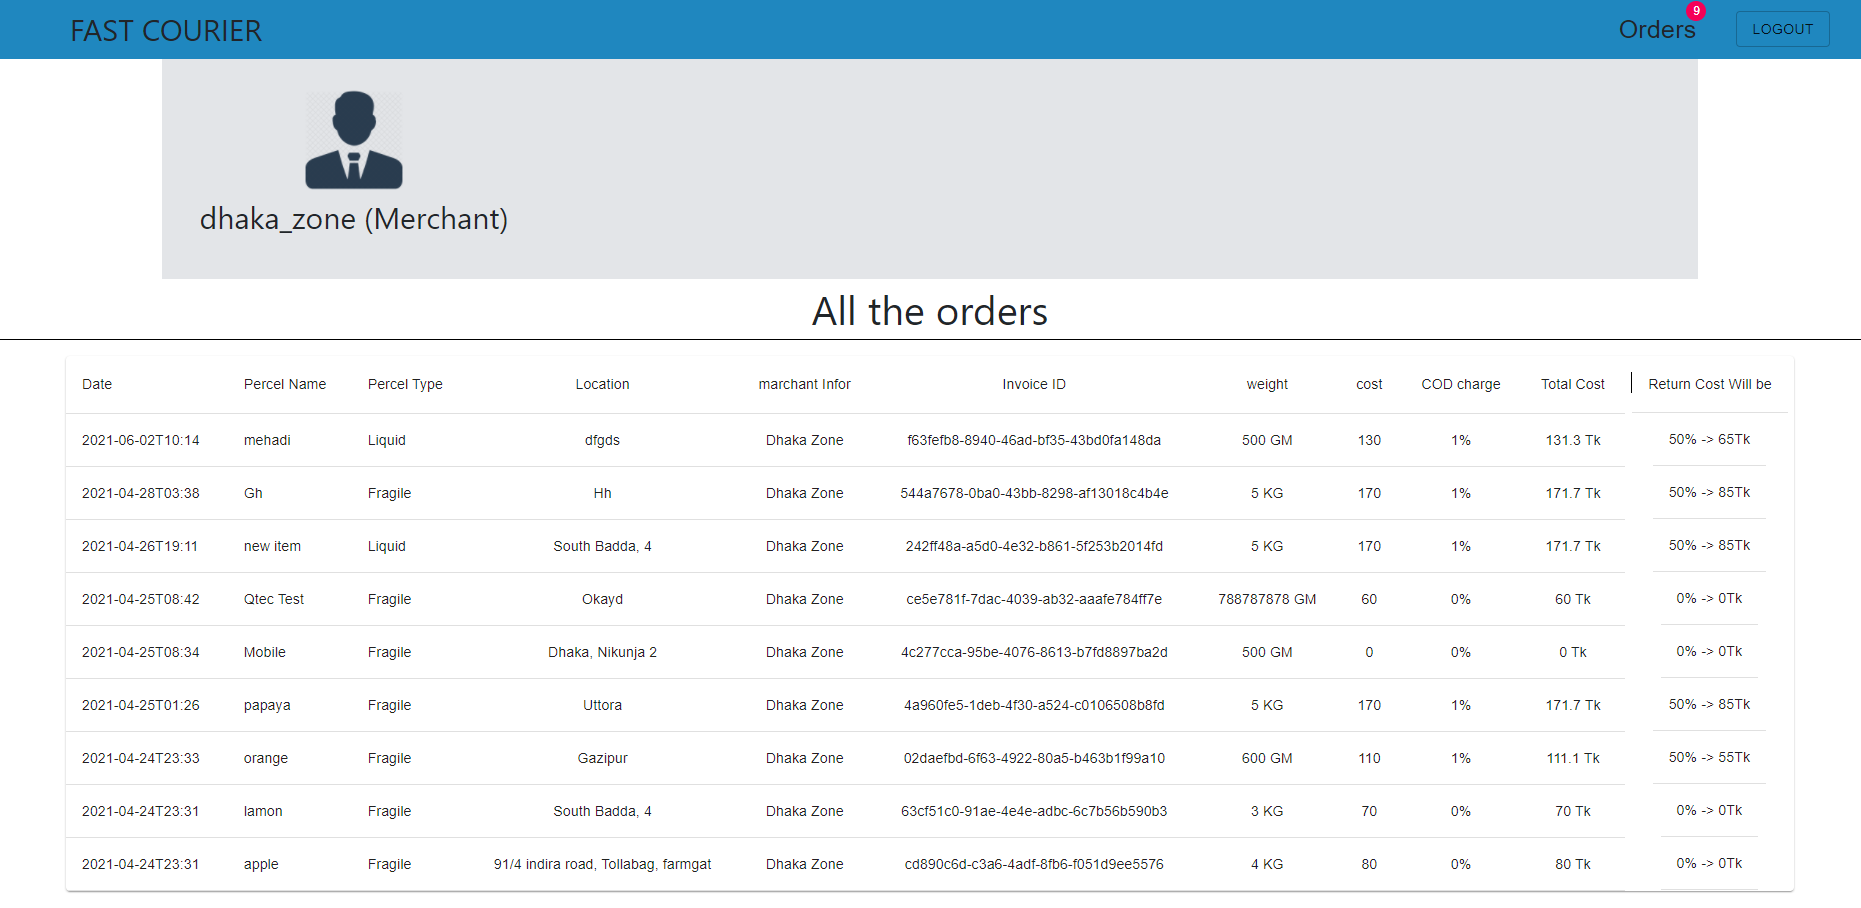 FAST COURIER Orders 9 LOGOUT
dhaka_zone (Merchant)
All the orders
Date Percel Name Percel Type Location marchant Infor Invoice ID weight cost COD charge Total Cost Return Cost Will be
2021-06-02T10:14 mehadi Liquid dfgds Dhaka Zone f63fefb8-8940-46ad-bf35-43bd0fa148da 500 GM 130 1% 131.3 Tk 50% -> 65Tk
2021-04-28T03:38 Gh Fragile Hh Dhaka Zone 544a7678-0ba0-43bb-8298-af13018c4b4e 5 KG 170 1% 171.7 Tk 50% -> 85Tk
2021-04-26T19:11 new item Liquid South Badda, 4 Dhaka Zone 242ff48a-a5d0-4e32-b861-5f253b2014fd 5 KG 170 1% 171.7 Tk 50% -> 85Tk
2021-04-25T08:42 Qtec Test Fragile Okayd Dhaka Zone ce5e781f-7dac-4039-ab32-aaafe784ff7e 788787878 GM 60 0% 60 Tk 0% -> 0Tk
2021-04-25T08:34 Mobile Fragile Dhaka, Nikunja 2 Dhaka Zone 4c277cca-95be-4076-8613-b7fd8897ba2d 500 GM 0 0% 0 Tk 0% -> 0Tk
2021-04-25T01:26 papaya Fragile Uttora Dhaka Zone 4a960fe5-1deb-4f30-a524-c0106508b8fd 5 KG 170 1% 171.7 Tk 50% -> 85Tk
2021-04-24T23:33 orange Fragile Gazipur Dhaka Zone 02daefbd-6f63-4922-80a5-b463b1f99a10 600 GM 110 1% 111.1 Tk 50% -> 55Tk
2021-04-24T23:31 lamon Fragile South Badda, 4 Dhaka Zone 63cf51c0-91ae-4e4e-adbc-6c7b56b590b3 3 KG 70 0% 70 Tk 0% -> 0Tk
2021-04-24T23:31 apple Fragile 91/4 indira road, Tollabag, farmgat Dhaka Zone cd890c6d-c3a6-4adf-8fb6-f051d9ee5576 4 KG 80 0% 80 Tk 0% -> 0Tk